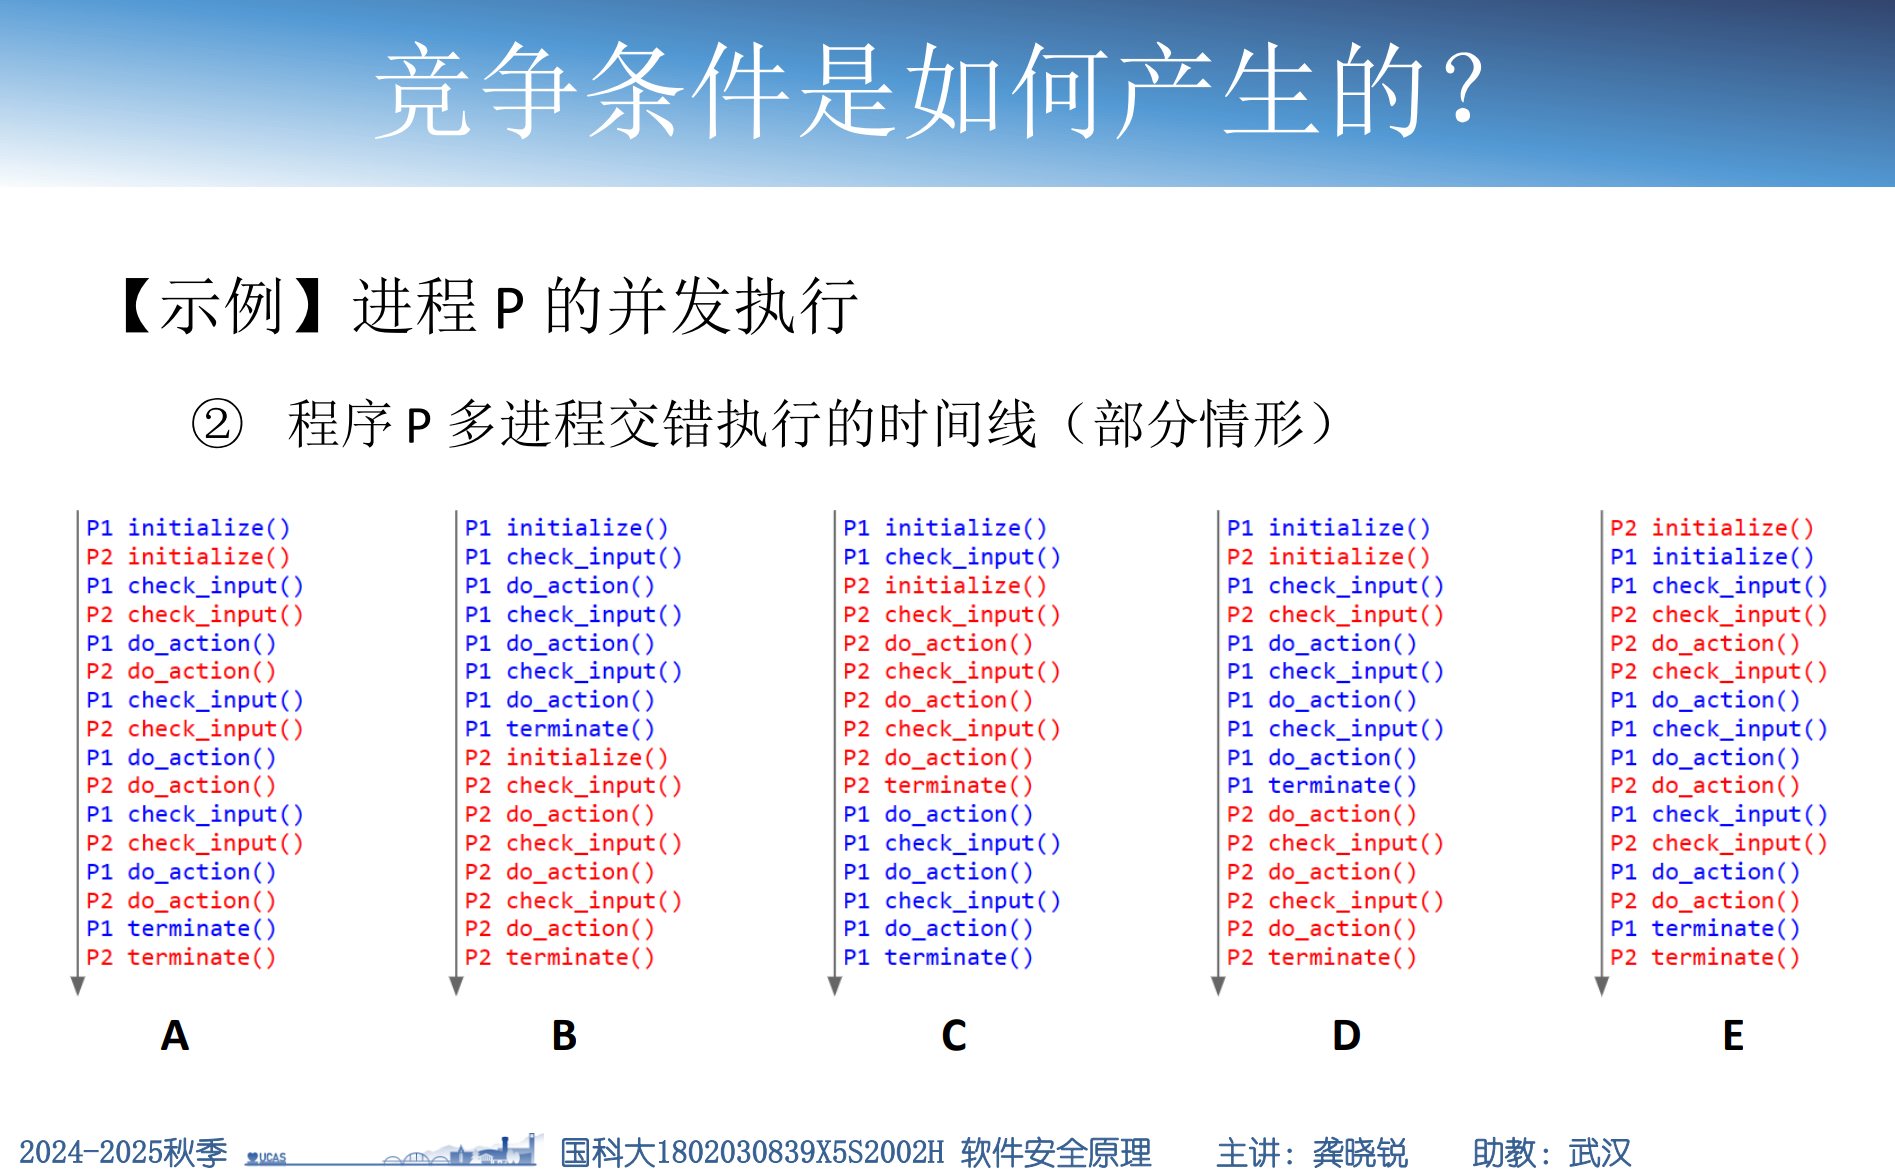 竞争条件是如何产生的？
【示例】进程 P 的并发执行
② 程序 P 多进程交错执行的时间线（部分情形）
P1 initialize()
P2 initialize()
P1 check_input()
P2 check_input()
P1 do_action()
P2 do_action()
P1 check_input()
P2 check_input()
P1 do_action()
P2 do_action()
P1 check_input()
P2 check_input()
P1 do_action()
P2 do_action()
P1 terminate()
P2 terminate()
A
P1 initialize()
P1 check_input()
P1 do_action()
P1 check_input()
P1 do_action()
P1 check_input()
P1 do_action()
P1 terminate()
P2 initialize()
P2 check_input()
P2 do_action()
P2 check_input()
P2 do_action()
P2 check_input()
P2 do_action()
P2 terminate()
B
P1 initialize()
P1 check_input()
P2 initialize()
P2 check_input()
P2 do_action()
P2 check_input()
P2 do_action()
P2 check_input()
P2 do_action()
P2 terminate()
P1 do_action()
P1 check_input()
P1 do_action()
P1 check_input()
P1 do_action()
P1 terminate()
C
P1 initialize()
P2 initialize()
P1 check_input()
P2 check_input()
P1 do_action()
P1 check_input()
P1 do_action()
P1 check_input()
P1 do_action()
P1 terminate()
P2 do_action()
P2 check_input()
P2 do_action()
P2 check_input()
P2 do_action()
P2 terminate()
D
P2 initialize()
P1 initialize()
P1 check_input()
P2 check_input()
P2 do_action()
P2 check_input()
P1 do_action()
P1 check_input()
P1 do_action()
P2 do_action()
P1 check_input()
P2 check_input()
P1 do_action()
P2 do_action()
P1 terminate()
P2 terminate()
E
2024-2025秋季 UCAS 国科大1802030839X5S2002H 软件安全原理 主讲：龚晓锐 助教：武汉